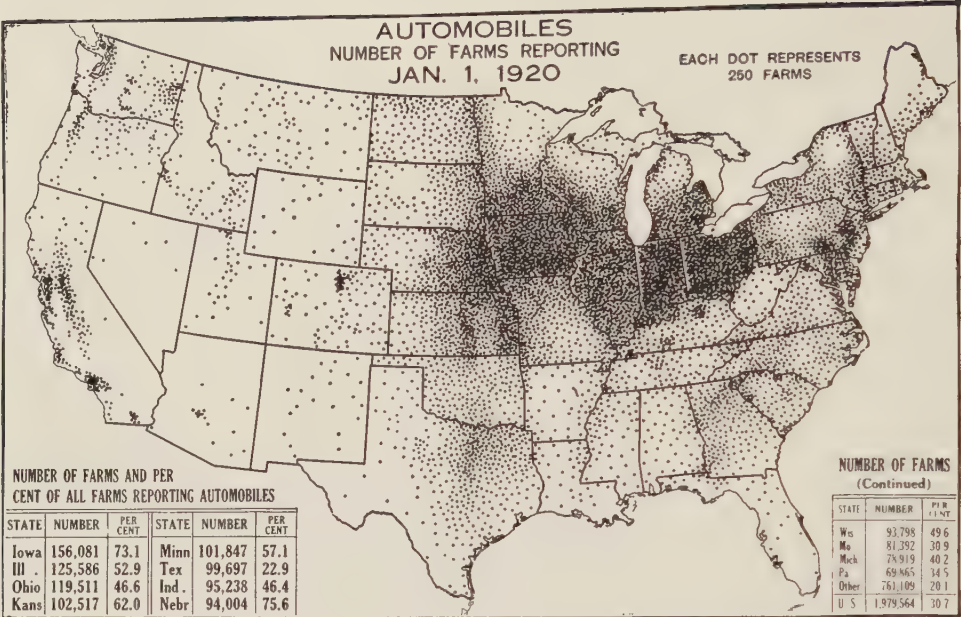 AUTOMOBILES
NUMBER OF FARMS REPORTING
JAN. 1, 1920
EACH DOT REPRESENTS
250 FARMS
NUMBER OF FARMS AND PER
CENT OF ALL FARMS REPORTING AUTOMOBILES
STATE NUMBER PER CENT STATE NUMBER PER CENT
Iowa 156,081 73.1 Minn 101,847 57.1
Ill . 125,586 52.9 Tex 99,697 22.9
Ohio 119,511 46.6 Ind . 95,238 46.4
Kans 102,517 62.0 Nebr 94,004 75.6
NUMBER OF FARMS
(Continued)
STATE NUMBER PER CENT
Wis 93,798 49 6
Mo 81,392 30 9
Mich 78,919 40 2
Pa 69,865 34 5
Other 761,109 20 1
U S 1,979,564 30 7